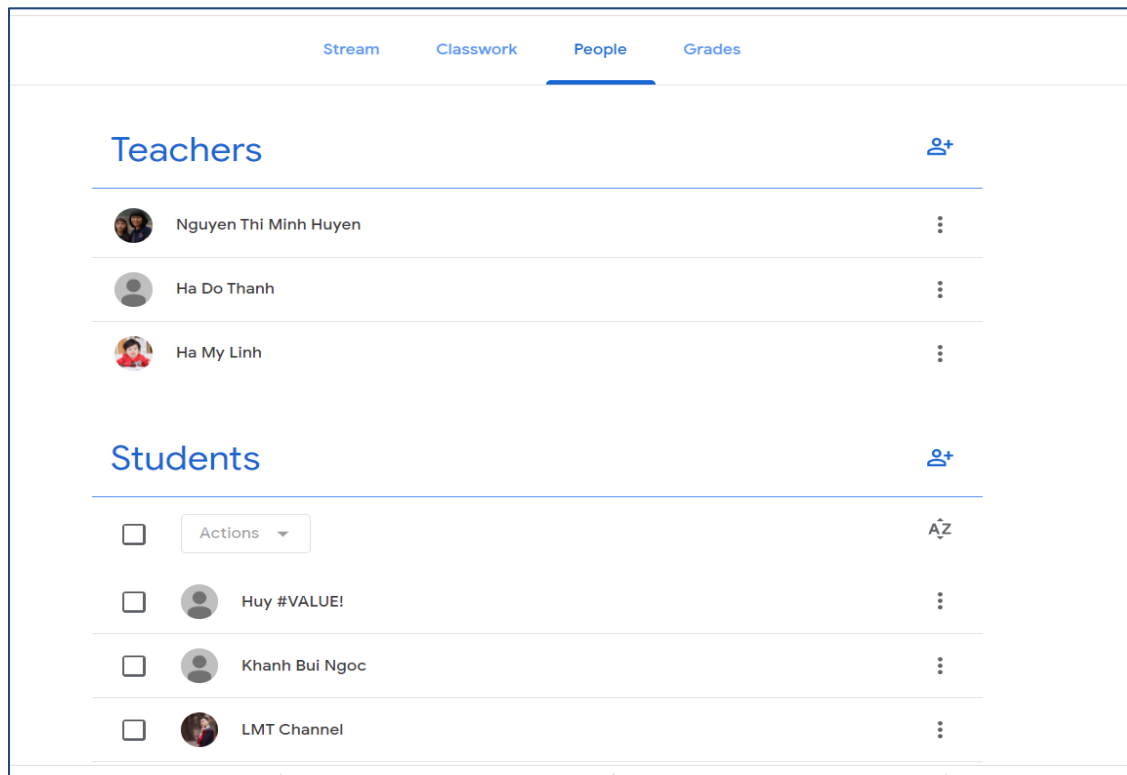 Stream Classwork People Grades
Teachers
Nguyen Thi Minh Huyen
Ha Do Thanh
Ha My Linh
Students
Actions AZ
Huy #VALUE!
Khanh Bui Ngoc
LMT Channel